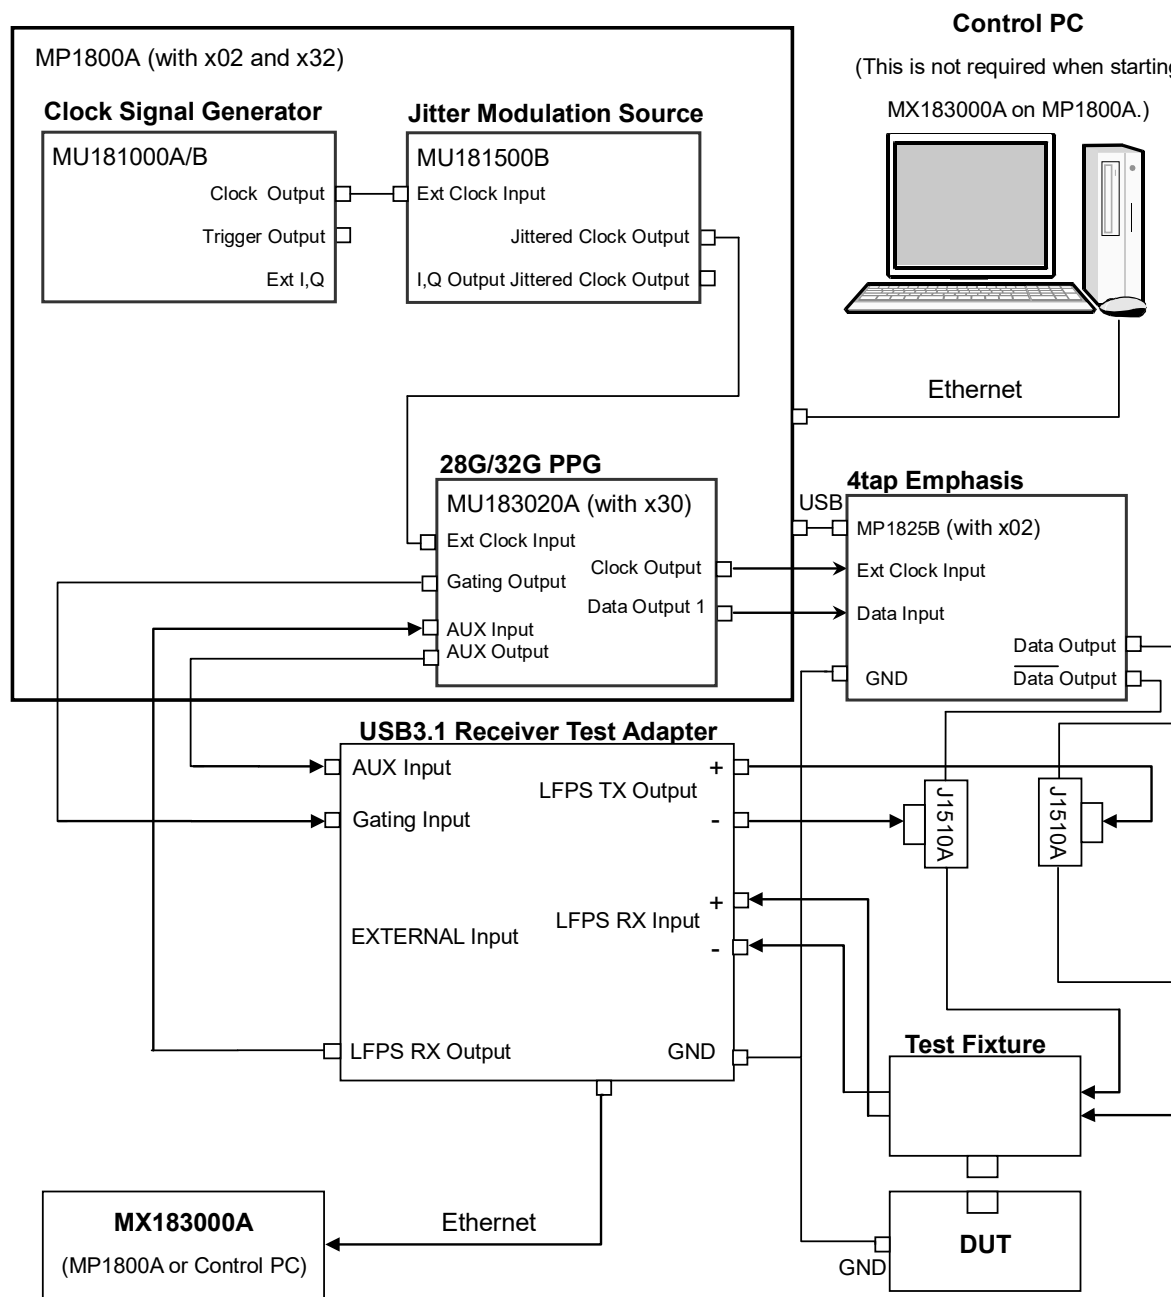 Control PC
(This is not required when starting
MX183000A on MP1800A.)
MP1800A (with x02 and x32)
Clock Signal Generator
MU181000A/B
Clock Output
Trigger Output
Ext I,Q
Jitter Modulation Source
MU181500B
Ext Clock Input
Jittered Clock Output
I,Q Output Jittered Clock Output
Ethernet
28G/32G PPG
MU183020A (with x30)
Ext Clock Input
Gating Output
AUX Input
AUX Output
Clock Output
Data Output 1
4tap Emphasis
USB
MP1825B (with x02)
Ext Clock Input
Data Input
Data Output
Data Output
GND
USB3.1 Receiver Test Adapter
AUX Input
Gating Input
EXTERNAL Input
LFPS RX Output
+
LFPS TX Output
-
+
LFPS RX Input
-
GND
J1510A
J1510A
Test Fixture
DUT
GND
MX183000A
(MP1800A or Control PC)
Ethernet